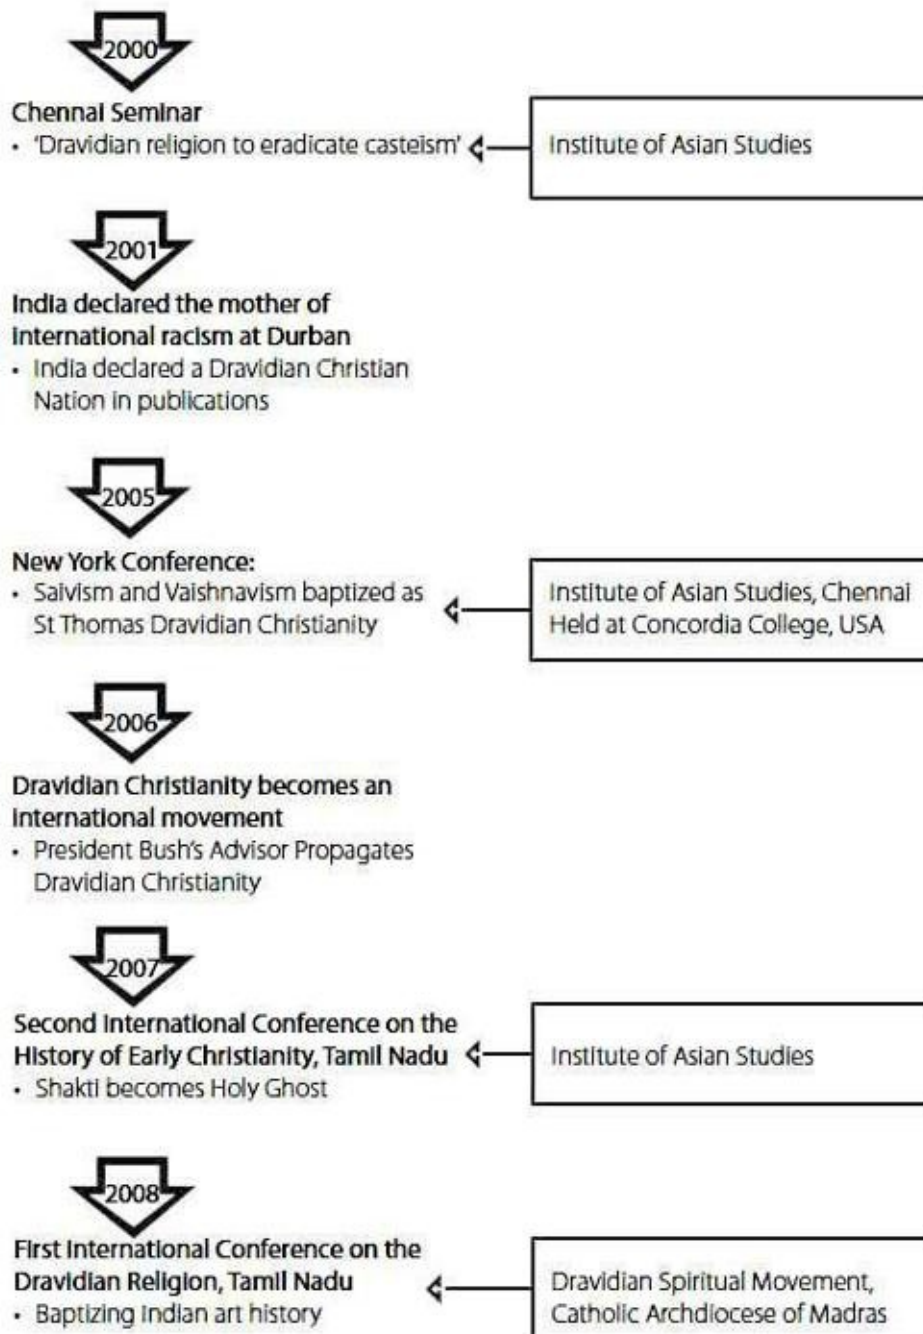 2000
Chennai Seminar
• 'Dravidian religion to eradicate casteism'
Institute of Asian Studies
2001
India declared the mother of
international racism at Durban
• India declared a Dravidian Christian
Nation in publications
2005
New York Conference:
• Saivism and Vaishnavism baptized as
St Thomas Dravidian Christianity
Institute of Asian Studies, Chennai
Held at Concordia College, USA
2006
Dravidian Christianity becomes an
international movement
• President Bush's Advisor Propagates
Dravidian Christianity
2007
Second International Conference on the
History of Early Christianity, Tamil Nadu
• Shakti becomes Holy Ghost
Institute of Asian Studies
2008
First International Conference on the
Dravidian Religion, Tamil Nadu
• Baptizing Indian art history
Dravidian Spiritual Movement,
Catholic Archdiocese of Madras